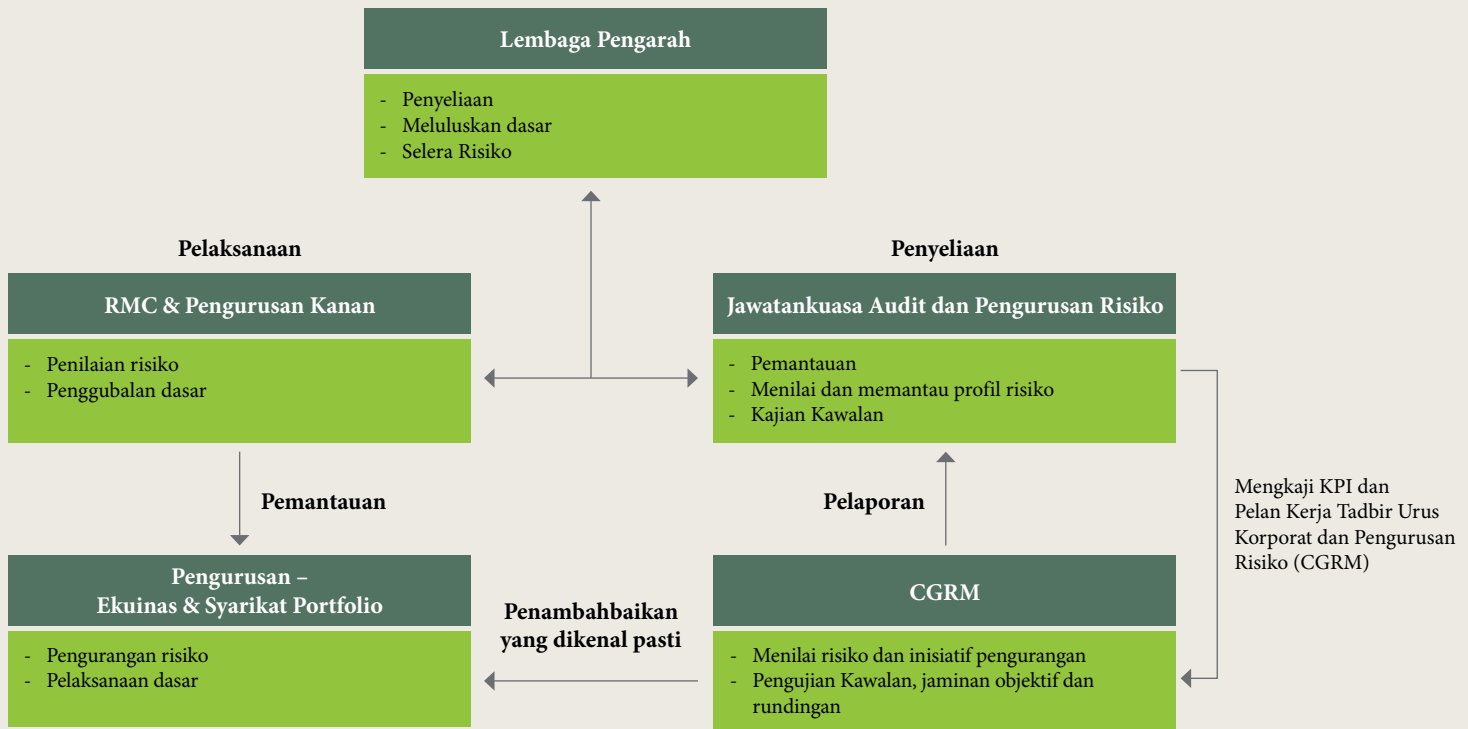 Lembaga Pengarah
- Penyeliaan
- Meluluskan dasar
- Selera Risiko
Pelaksanaan
RMC & Pengurusan Kanan
- Penilaian risiko
- Penggubalan dasar
Penyeliaan
Jawatankuasa Audit dan Pengurusan Risiko
- Pemantauan
- Menilai dan memantau profil risiko
- Kajian Kawalan
Pemantauan
Pelaporan
Mengkaji KPI dan
Pelan Kerja Tadbir Urus
Korporat dan Pengurusan
Risiko (CGRM)
Pengurusan –
Ekuinas & Syarikat Portfolio
- Pengurangan risiko
- Pelaksanaan dasar
Penambahbaikan
yang dikenal pasti
CGRM
- Menilai risiko dan inisiatif pengurangan
- Pengujian Kawalan, jaminan objektif dan
rundingan